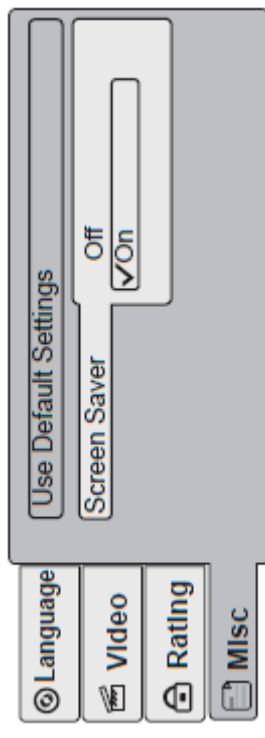 Language
Video
Rating
Misc
Use Default Settings
Screen Saver
Off
On